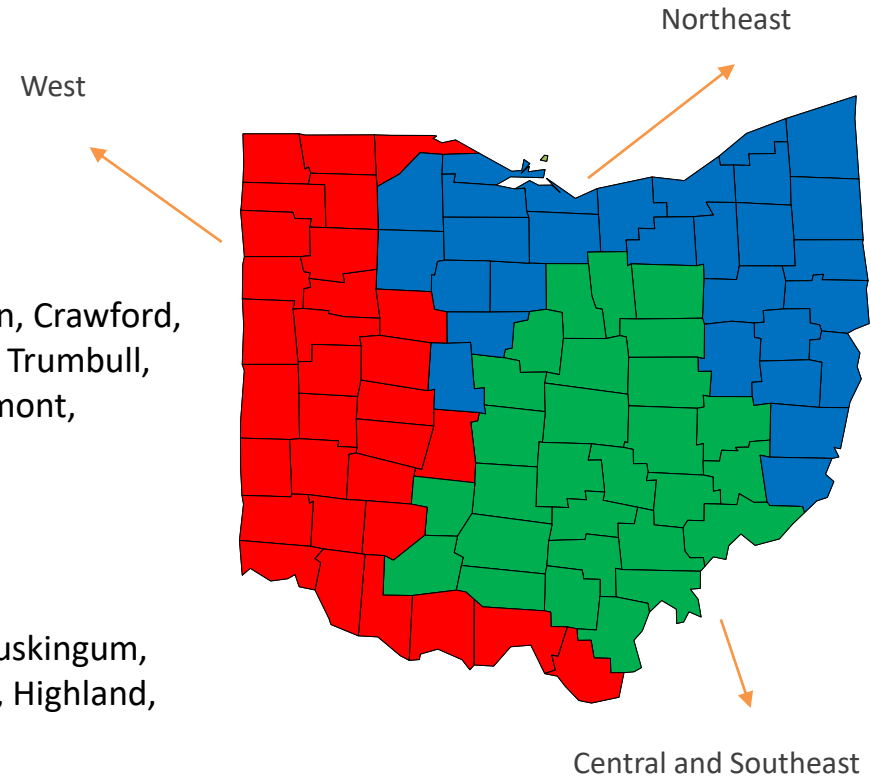 Northeast
West
n, Crawford,
Trumbull,
mont,
uskingum,
, Highland,
Central and Southeast